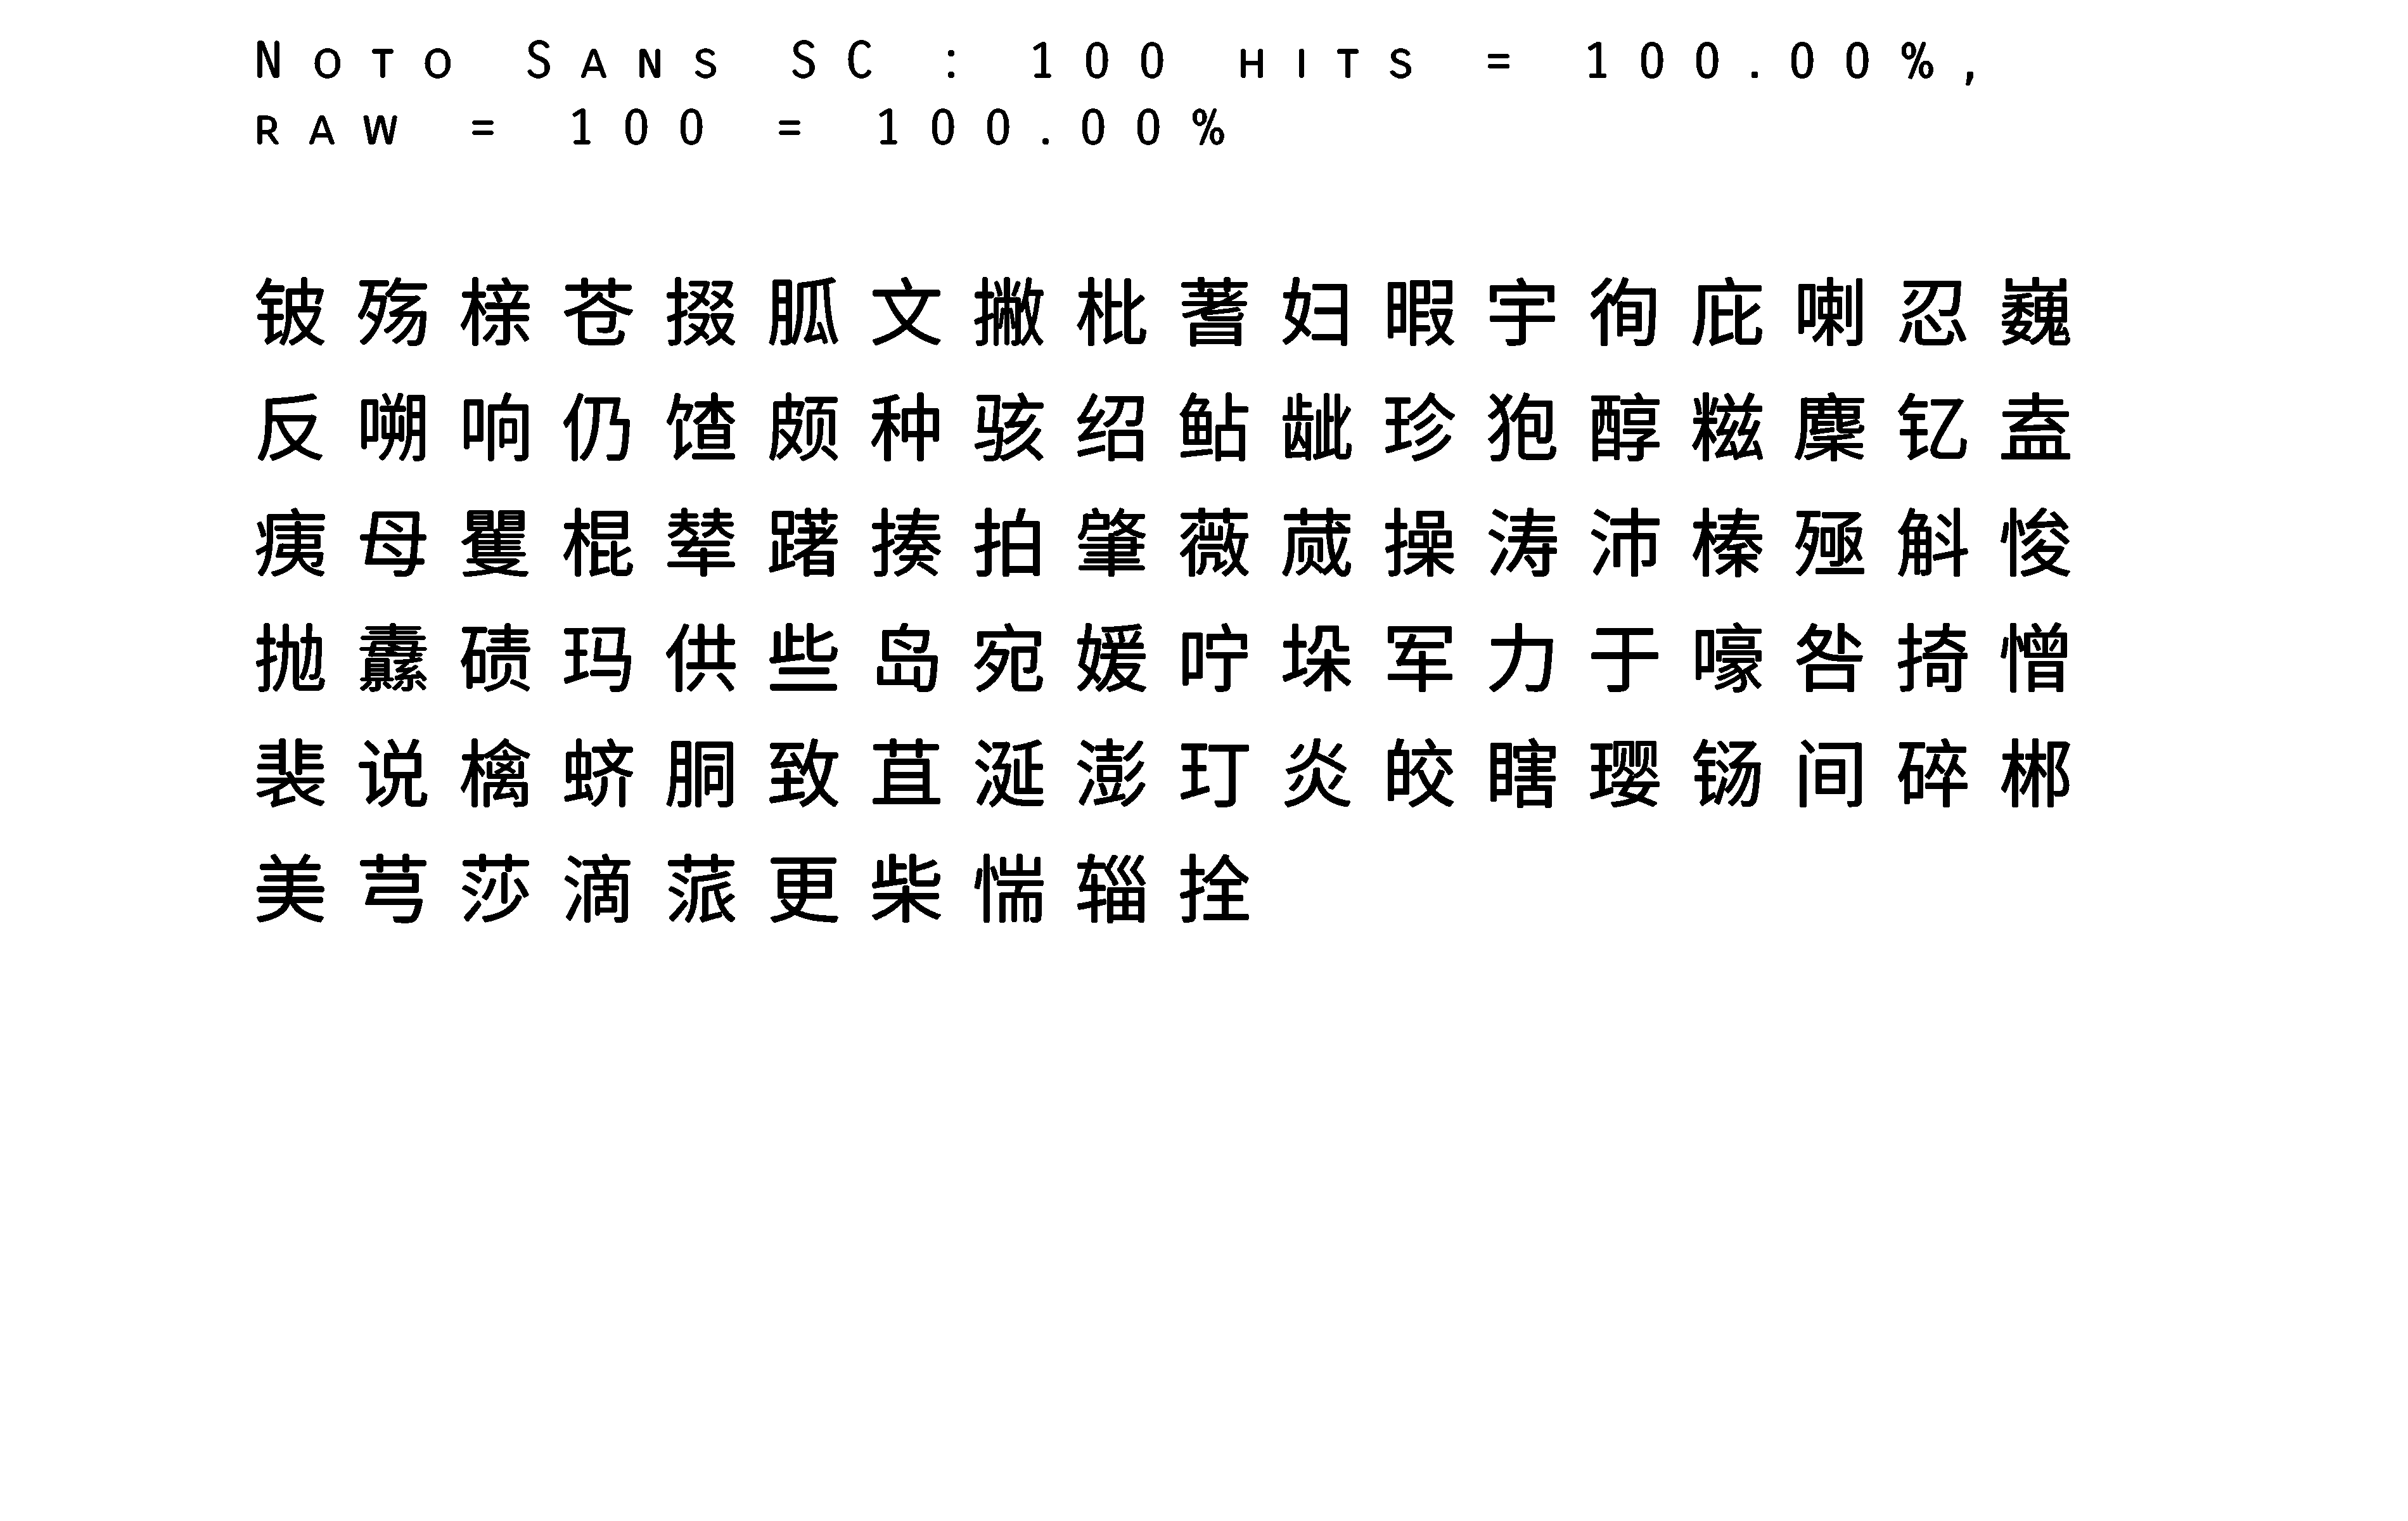 Noto Sans SC : 100 hits = 100.00%,
raw = 100 = 100.00%
铍殇榇苍掇胍文撇枇蓍妇暇宇徇庇喇忍巍
反嗍响仍馇颇种骇绍鲇龇珍狍醇糍麇钇盍
痍母矍棍辇躇揍拍肇薇葳操涛沛榛殛斛悛
抛纛碛玛供些岛宛媛咛垛军力于嚎咎掎憎
裴说檎蛴胴致苴涎澎玎炎皎瞎璎钖间碎郴
美芎莎滴蒎更柴惴辎拴